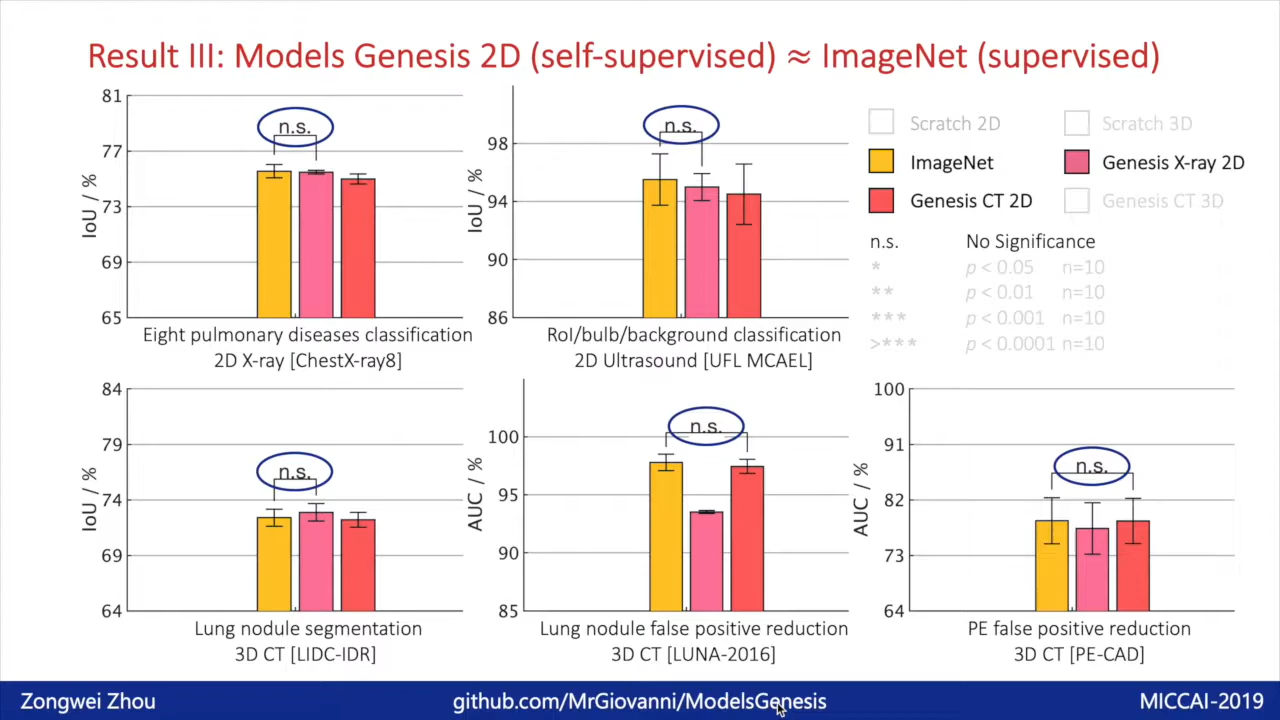 Result III: Models Genesis 2D (self-supervised) ≈ ImageNet (supervised)
81
77
73
69
65
IoU / %
n.s.
Eight pulmonary diseases classification
2D X-ray [ChestX-ray8]
98
94
90
86
IoU / %
n.s.
RoI/bulb/background classification
2D Ultrasound [UFL MCAEL]
Scratch 2D
Scratch 3D
ImageNet
Genesis X-ray 2D
Genesis CT 2D
Genesis CT 3D
n.s. No Significance
* p < 0.05 n=10
** p < 0.01 n=10
*** p < 0.001 n=10
>*** p < 0.0001 n=10
84
79
74
69
64
IoU / %
n.s.
Lung nodule segmentation
3D CT [LIDC-IDR]
100
95
90
85
AUC / %
n.s.
Lung nodule false positive reduction
3D CT [LUNA-2016]
100
91
82
73
64
AUC / %
n.s.
PE false positive reduction
3D CT [PE-CAD]
Zongwei Zhou
github.com/MrGiovanni/ModelsGenesis
MICCAI-2019